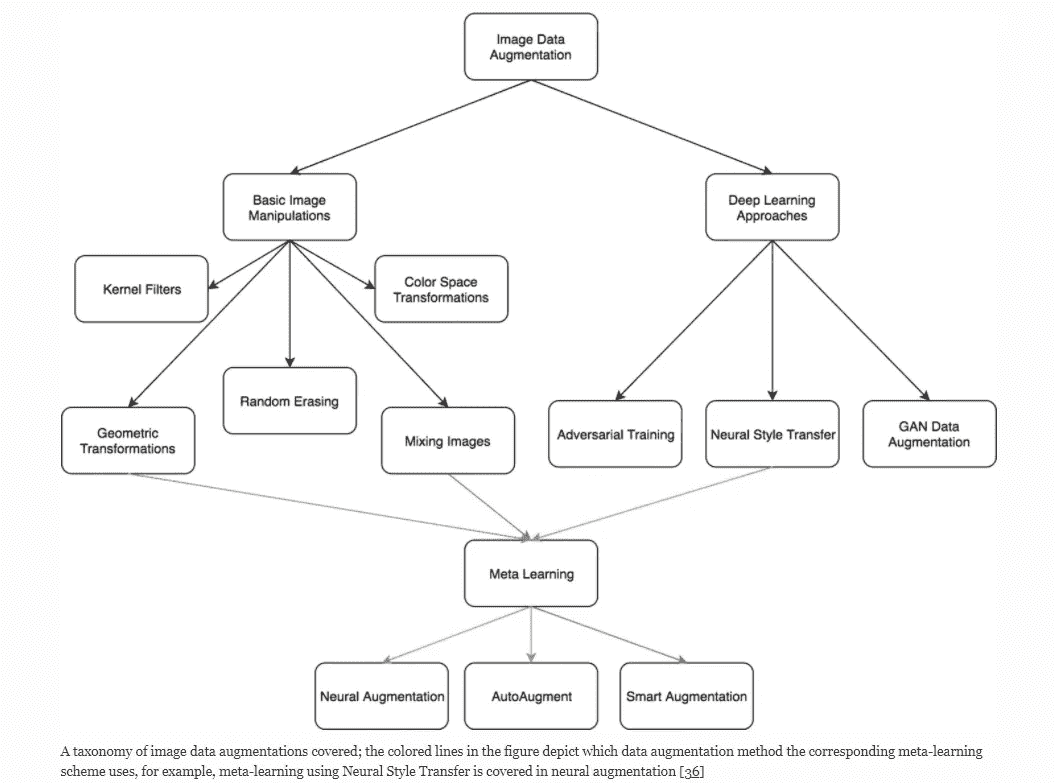 Image Data
Augmentation
Basic Image
Manipulations
Deep Learning
Approaches
Kernel Filters
Color Space
Transformations
Geometric
Transformations
Random Erasing
Mixing Images
Adversarial Training
Neural Style Transfer
GAN Data
Augmentation
Meta Learning
Neural Augmentation
AutoAugment
Smart Augmentation
A taxonomy of image data augmentations covered; the colored lines in the figure depict which data augmentation method the corresponding meta-learning
scheme uses, for example, meta-learning using Neural Style Transfer is covered in neural augmentation [36]